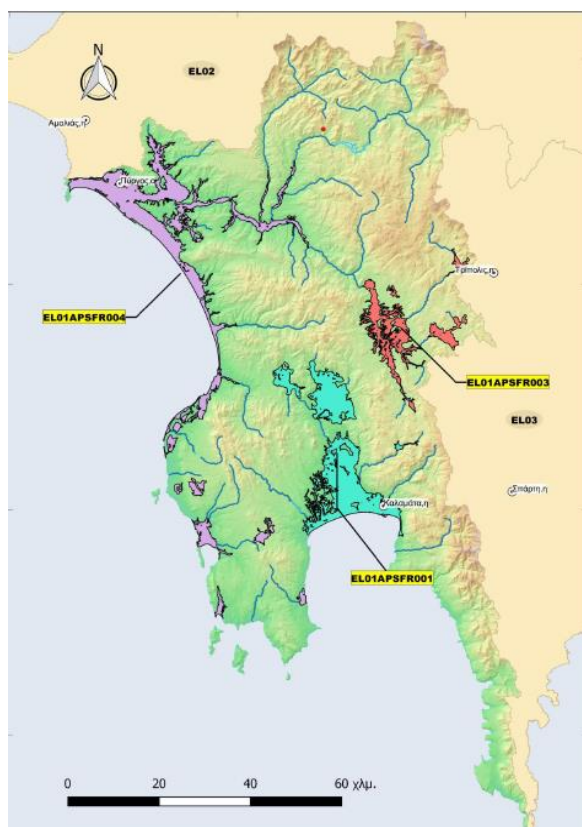 N
EL02
Αμαλιάς,η
Πύργος,ο
Τρίπολις,η
EL01APSFR004
EL01APSFR003
EL03
Σπάρτη,η
Καλαμάτα,η
EL01APSFR001
0 20 40 60 χλμ.